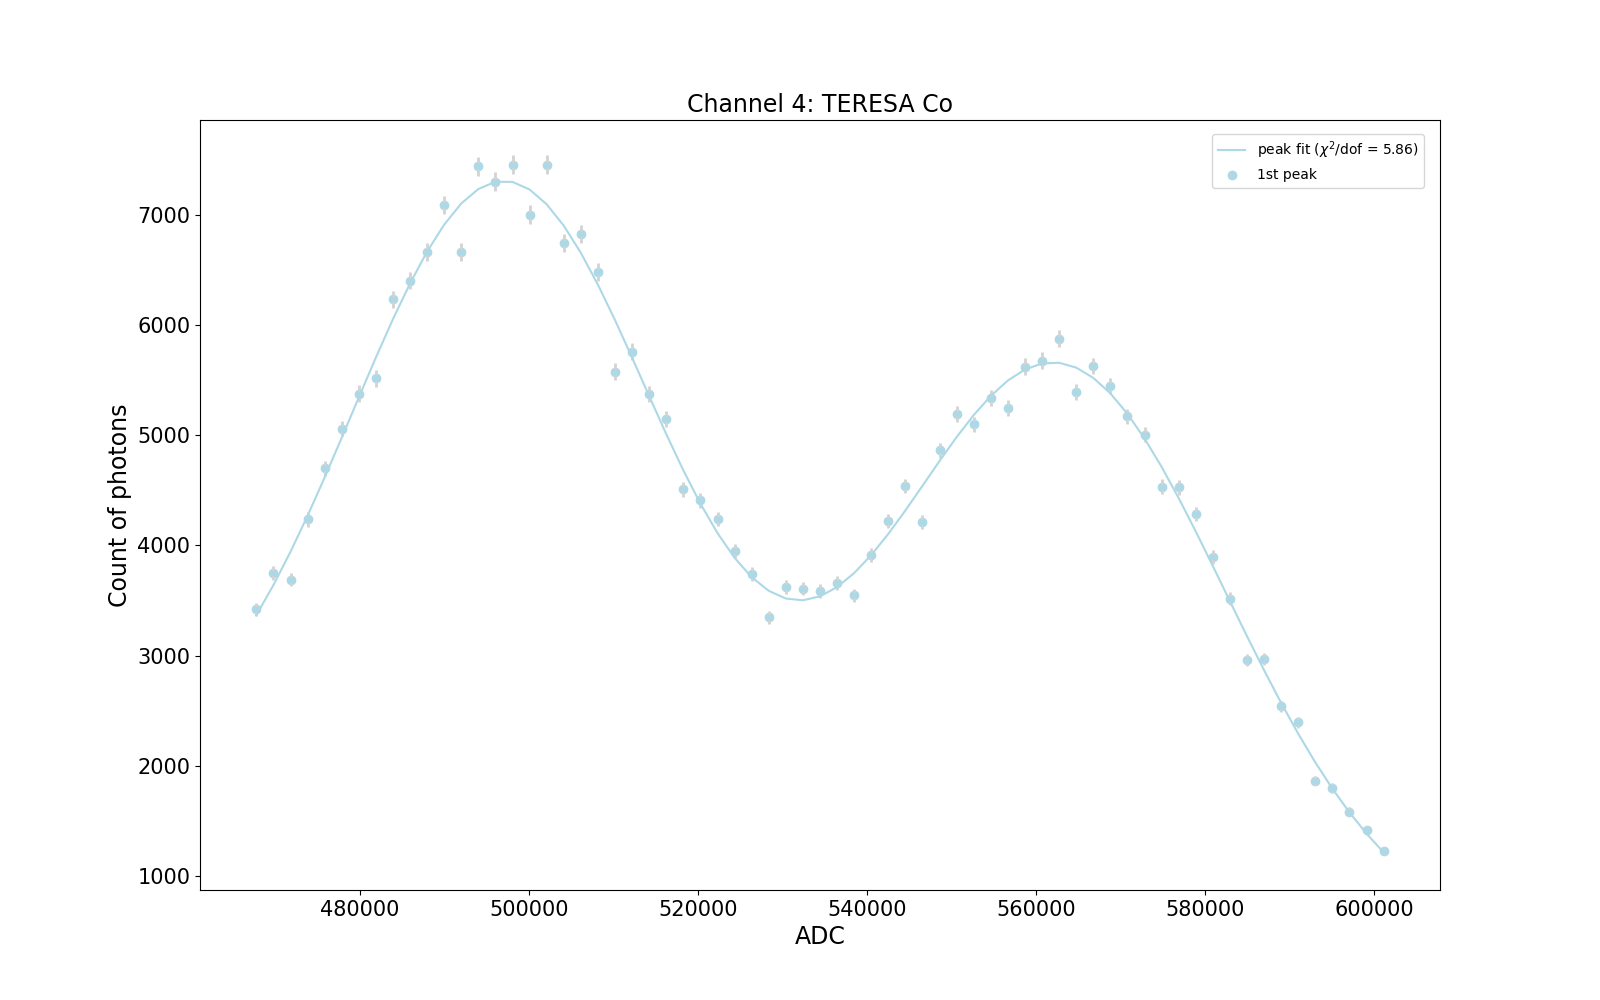 Channel 4: TERESA Co
peak fit (χ²/dof = 5.86)
1st peak
7000
6000
5000
4000
3000
2000
1000
Count of photons
480000 500000 520000 540000 560000 580000 600000
ADC